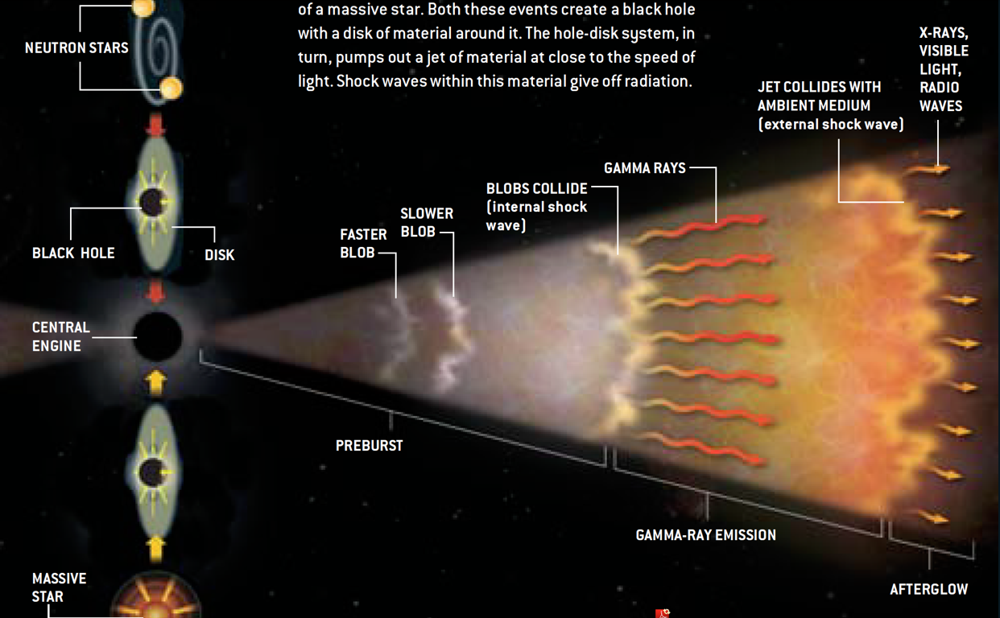 of a massive star. Both these events create a black hole
with a disk of material around it. The hole-disk system, in
turn, pumps out a jet of material at close to the speed of
light. Shock waves within this material give off radiation.
NEUTRON STARS
X-RAYS,
VISIBLE
LIGHT,
RADIO
WAVES
JET COLLIDES WITH
AMBIENT MEDIUM
(external shock wave)
GAMMA RAYS
BLOBS COLLIDE
(internal shock
wave)
SLOWER
BLOB
FASTER
BLOB
BLACK HOLE
DISK
CENTRAL
ENGINE
PREBURST
GAMMA-RAY EMISSION
AFTERGLOW
MASSIVE
STAR